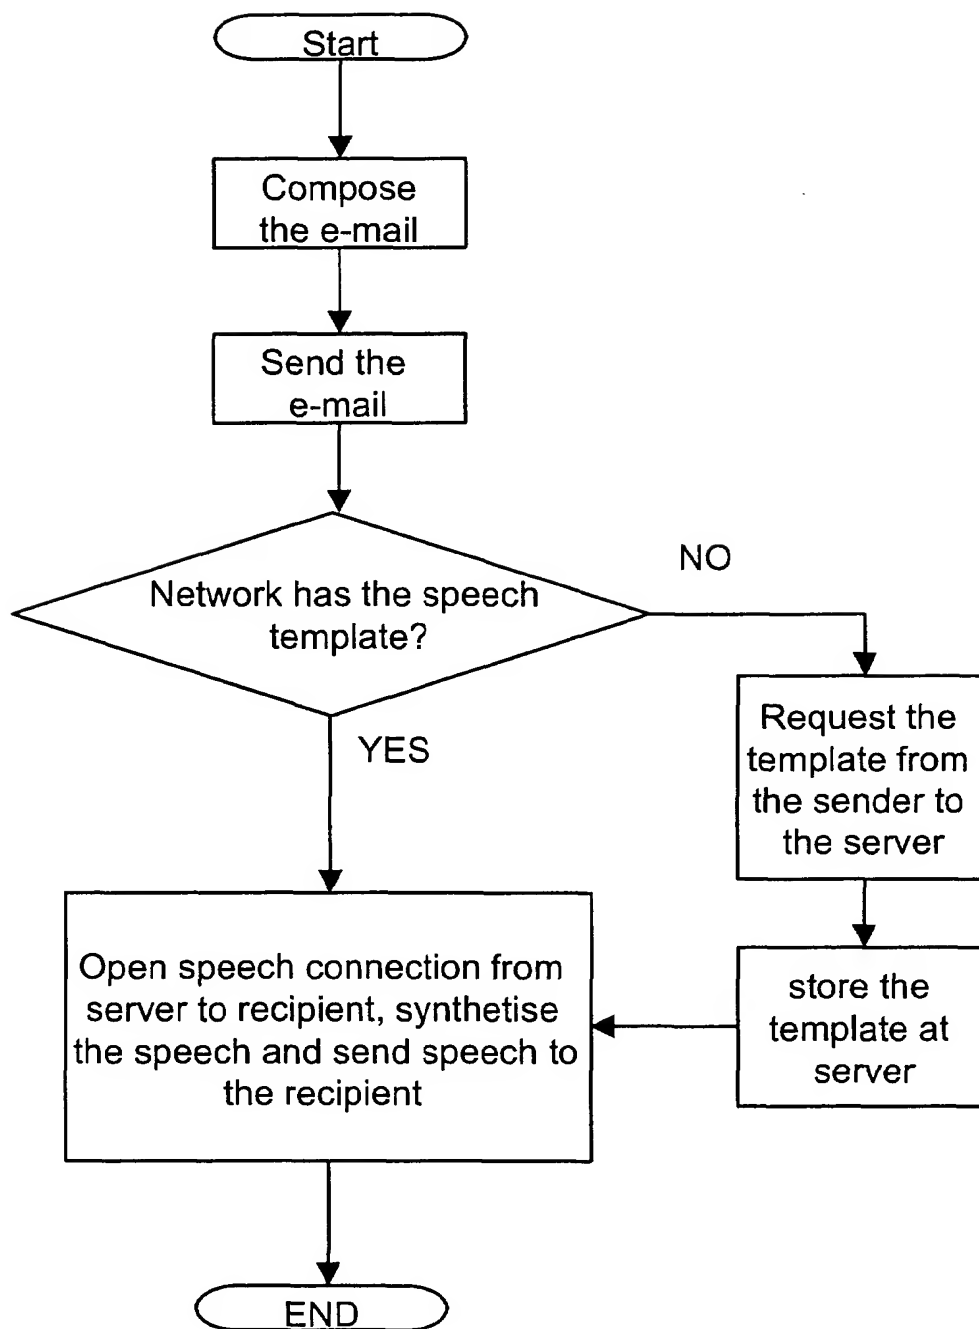 Start
Compose
the e-mail
Send the
e-mail
Network has the speech
template?
NO
YES
Request the
template from
the sender to
the server
store the
template at
server
Open speech connection from
server to recipient, synthetise
the speech and send speech to
the recipient
END